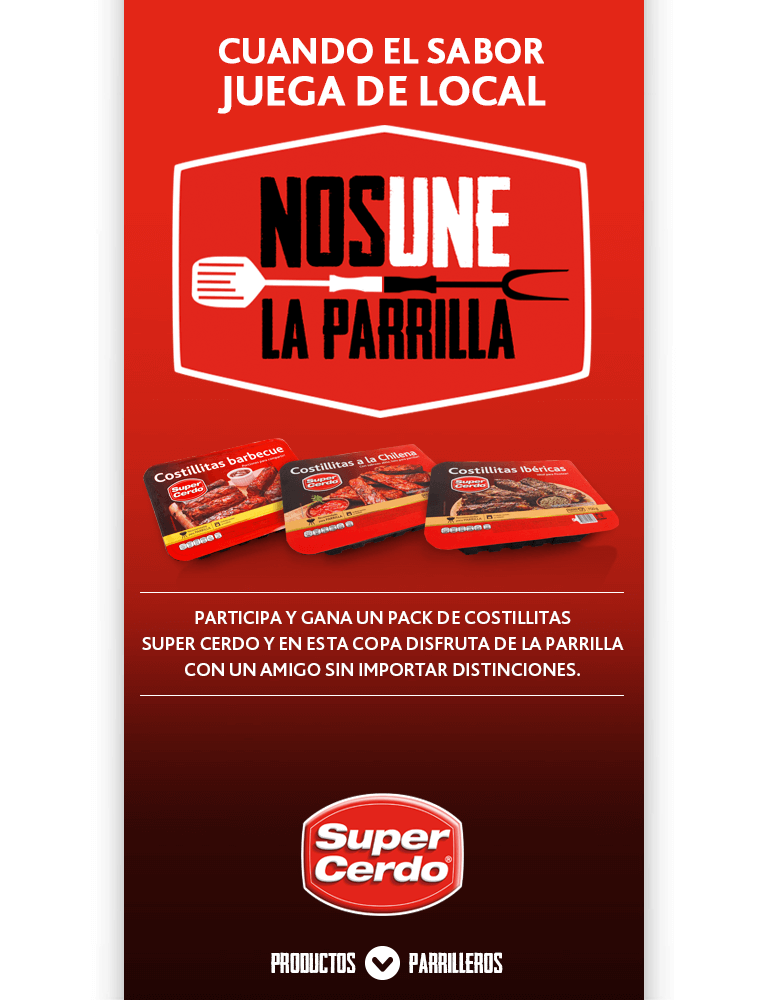 CUANDO EL SABOR
JUEGA DE LOCAL
NOSUNE
LA PARRILLA
Costillitas barbecue
Super
Cerdo
Costillitas a la Chilena
Super
Cerdo
Costillitas Ibéricas
Super
Cerdo
PARTICIPA Y GANA UN PACK DE COSTILLITAS
SUPER CERDO Y EN ESTA COPA DISFRUTA DE LA PARRILLA
CON UN AMIGO SIN IMPORTAR DISTINCIONES.
Super
Cerdo®
PRODUCTOS PARRILLEROS